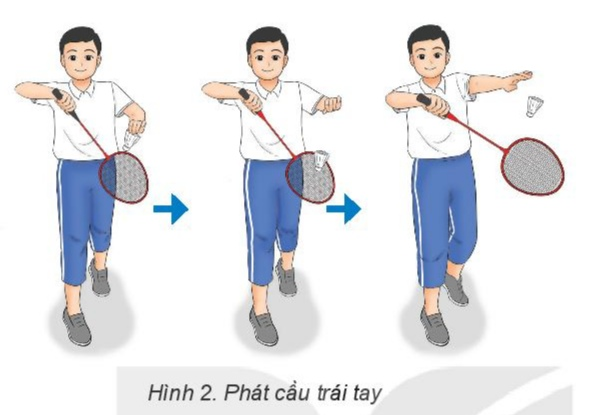 Hình 2. Phát cầu trái tay